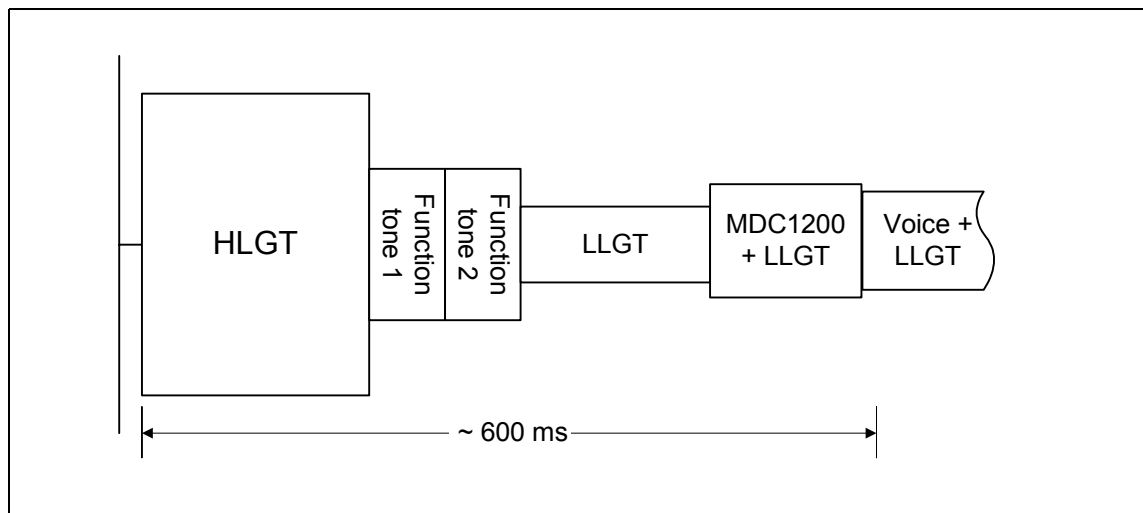 HLGT
Function
tone 1
Function
tone 2
LLGT
MDC1200
+ LLGT
Voice +
LLGT
~ 600 ms